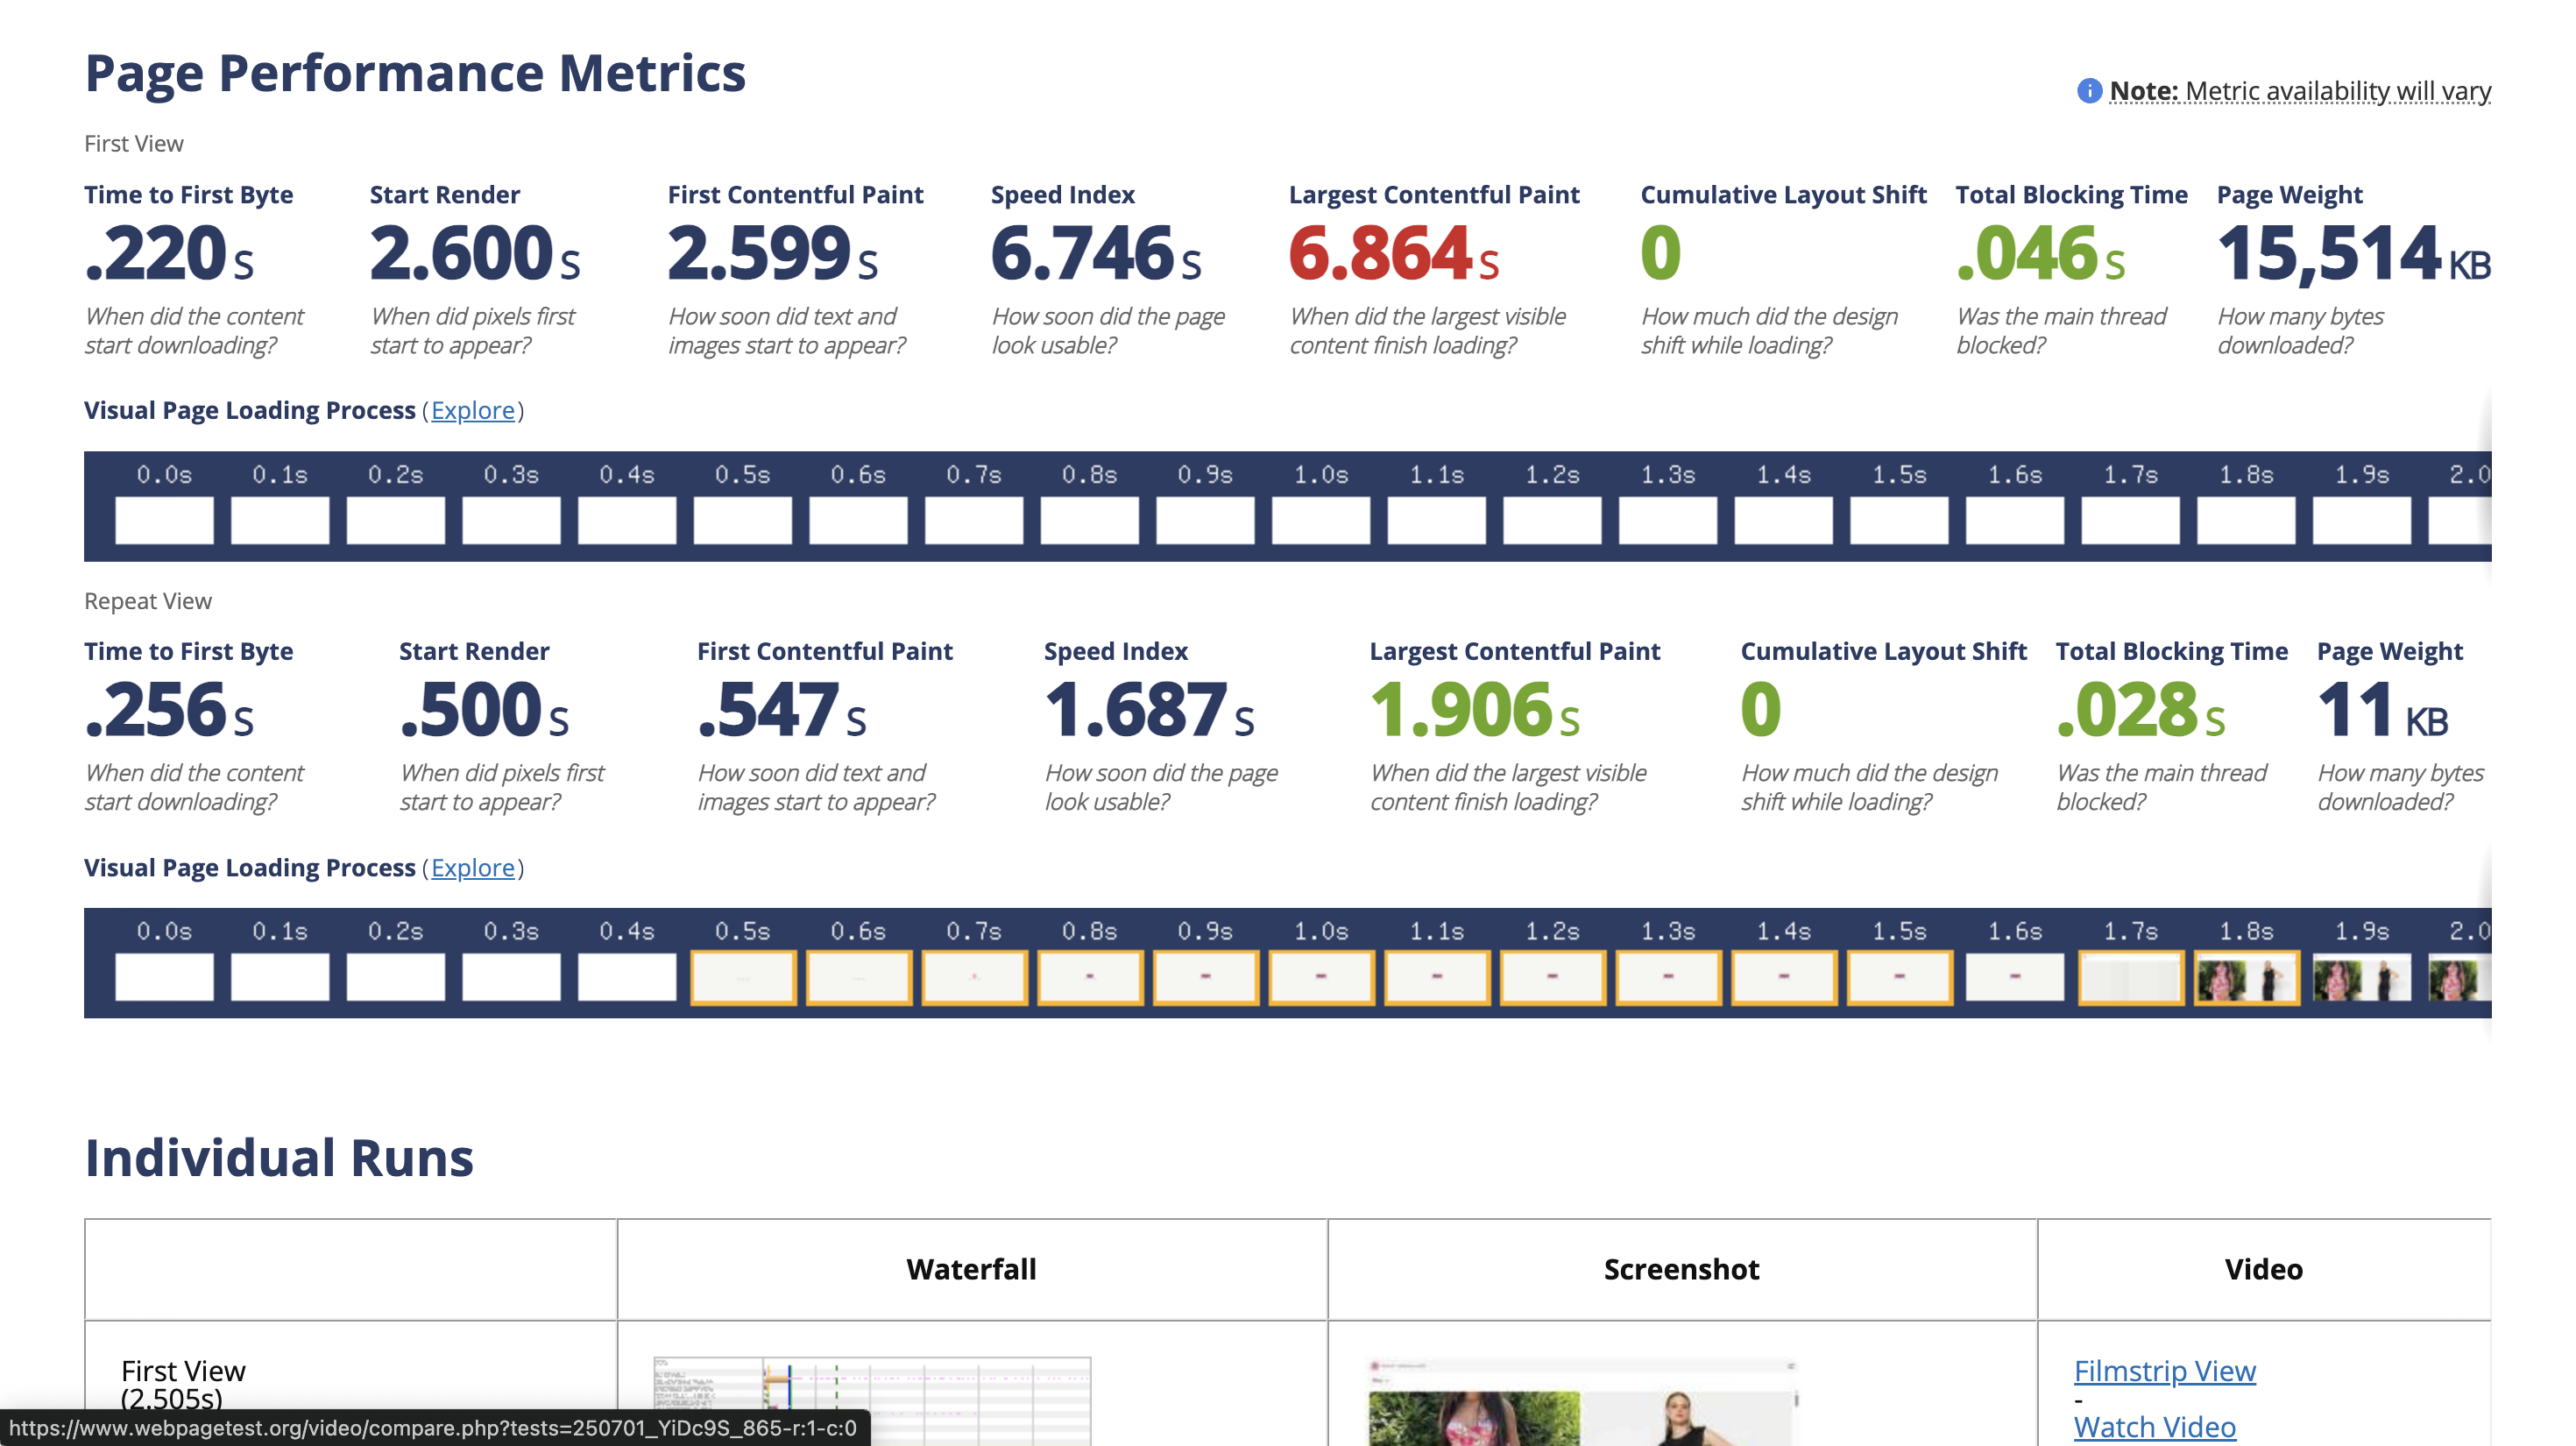 Page Performance Metrics
Note: Metric availability will vary
First View
Time to First Byte Start Render First Contentful Paint Speed Index Largest Contentful Paint Cumulative Layout Shift Total Blocking Time Page Weight
.220 s 2.600 s 2.599 s 6.746 s 6.864 s 0 .046 s 15,514 KB
When did the content When did pixels first How soon did text and How soon did the page When did the largest visible How much did the design Was the main thread How many bytes
start downloading? start to appear? images start to appear? look usable? content finish loading? shift while loading? blocked? downloaded?
Visual Page Loading Process (Explore)
0.0s 0.1s 0.2s 0.3s 0.4s 0.5s 0.6s 0.7s 0.8s 0.9s 1.0s 1.1s 1.2s 1.3s 1.4s 1.5s 1.6s 1.7s 1.8s 1.9s 2.0
Repeat View
Time to First Byte Start Render First Contentful Paint Speed Index Largest Contentful Paint Cumulative Layout Shift Total Blocking Time Page Weight
.256 s .500 s .547 s 1.687 s 1.906 s 0 .028 s 11 KB
When did the content When did pixels first How soon did text and How soon did the page When did the largest visible How much did the design Was the main thread How many bytes
start downloading? start to appear? images start to appear? look usable? content finish loading? shift while loading? blocked? downloaded?
Visual Page Loading Process (Explore)
0.0s 0.1s 0.2s 0.3s 0.4s 0.5s 0.6s 0.7s 0.8s 0.9s 1.0s 1.1s 1.2s 1.3s 1.4s 1.5s 1.6s 1.7s 1.8s 1.9s 2.0
Individual Runs
Waterfall Screenshot Video
First View Filmstrip View
(2.505s) -
https://www.webpagetest.org/video/compare.php?tests=250701_YiDc9S_865-r:1-c:0 Watch Video